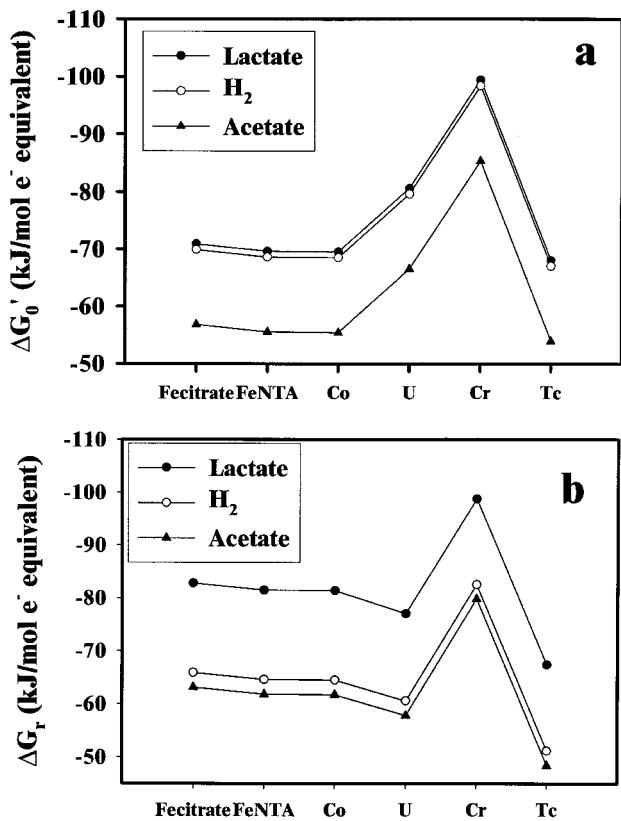 -110
-100
-90
-80
-70
-60
-50
ΔG₀' (kJ/mol e⁻ equivalent)
Lactate
H₂
Acetate
a
Fecitrate FeNTA Co U Cr Tc
-110
-100
-90
-80
-70
-60
-50
ΔGᵣ (kJ/mol e⁻ equivalent)
Lactate
H₂
Acetate
b
Fecitrate FeNTA Co U Cr Tc